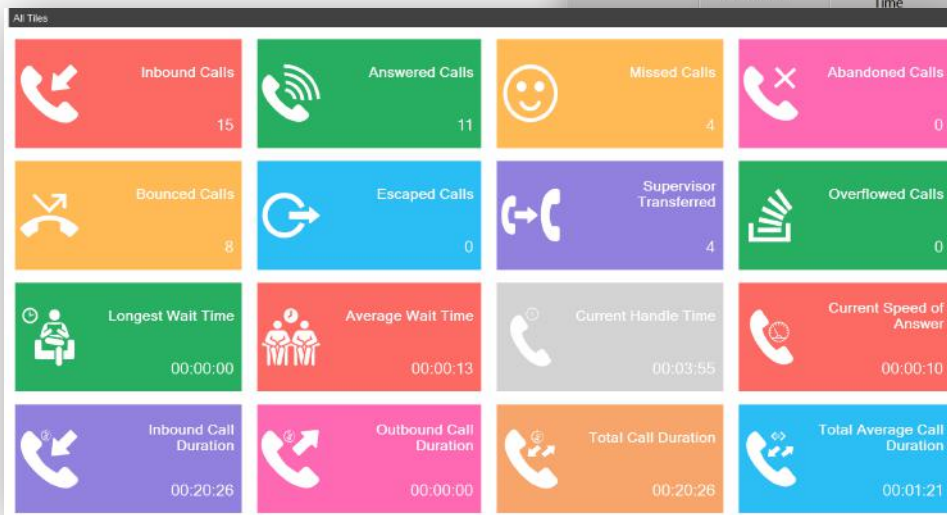 Time
All Tiles
Inbound Calls
15
Answered Calls
11
Missed Calls
4
Abandoned Calls
0
Bounced Calls
8
Escaped Calls
0
Supervisor
Transferred
4
Overflowed Calls
0
Longest Wait Time
00:00:00
Average Wait Time
00:00:13
Current Handle Time
00:03:55
Current Speed of
Answer
00:00:10
Inbound Call
Duration
00:20:26
Outbound Call
Duration
00:00:00
Total Call Duration
00:20:26
Total Average Call
Duration
00:01:21